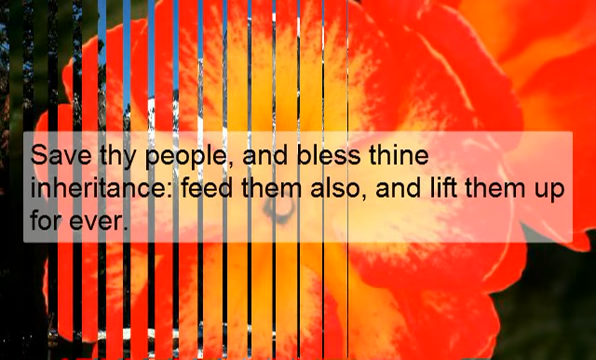 Save thy people, and bless thine
inheritance: feed them also, and lift them up
for ever.